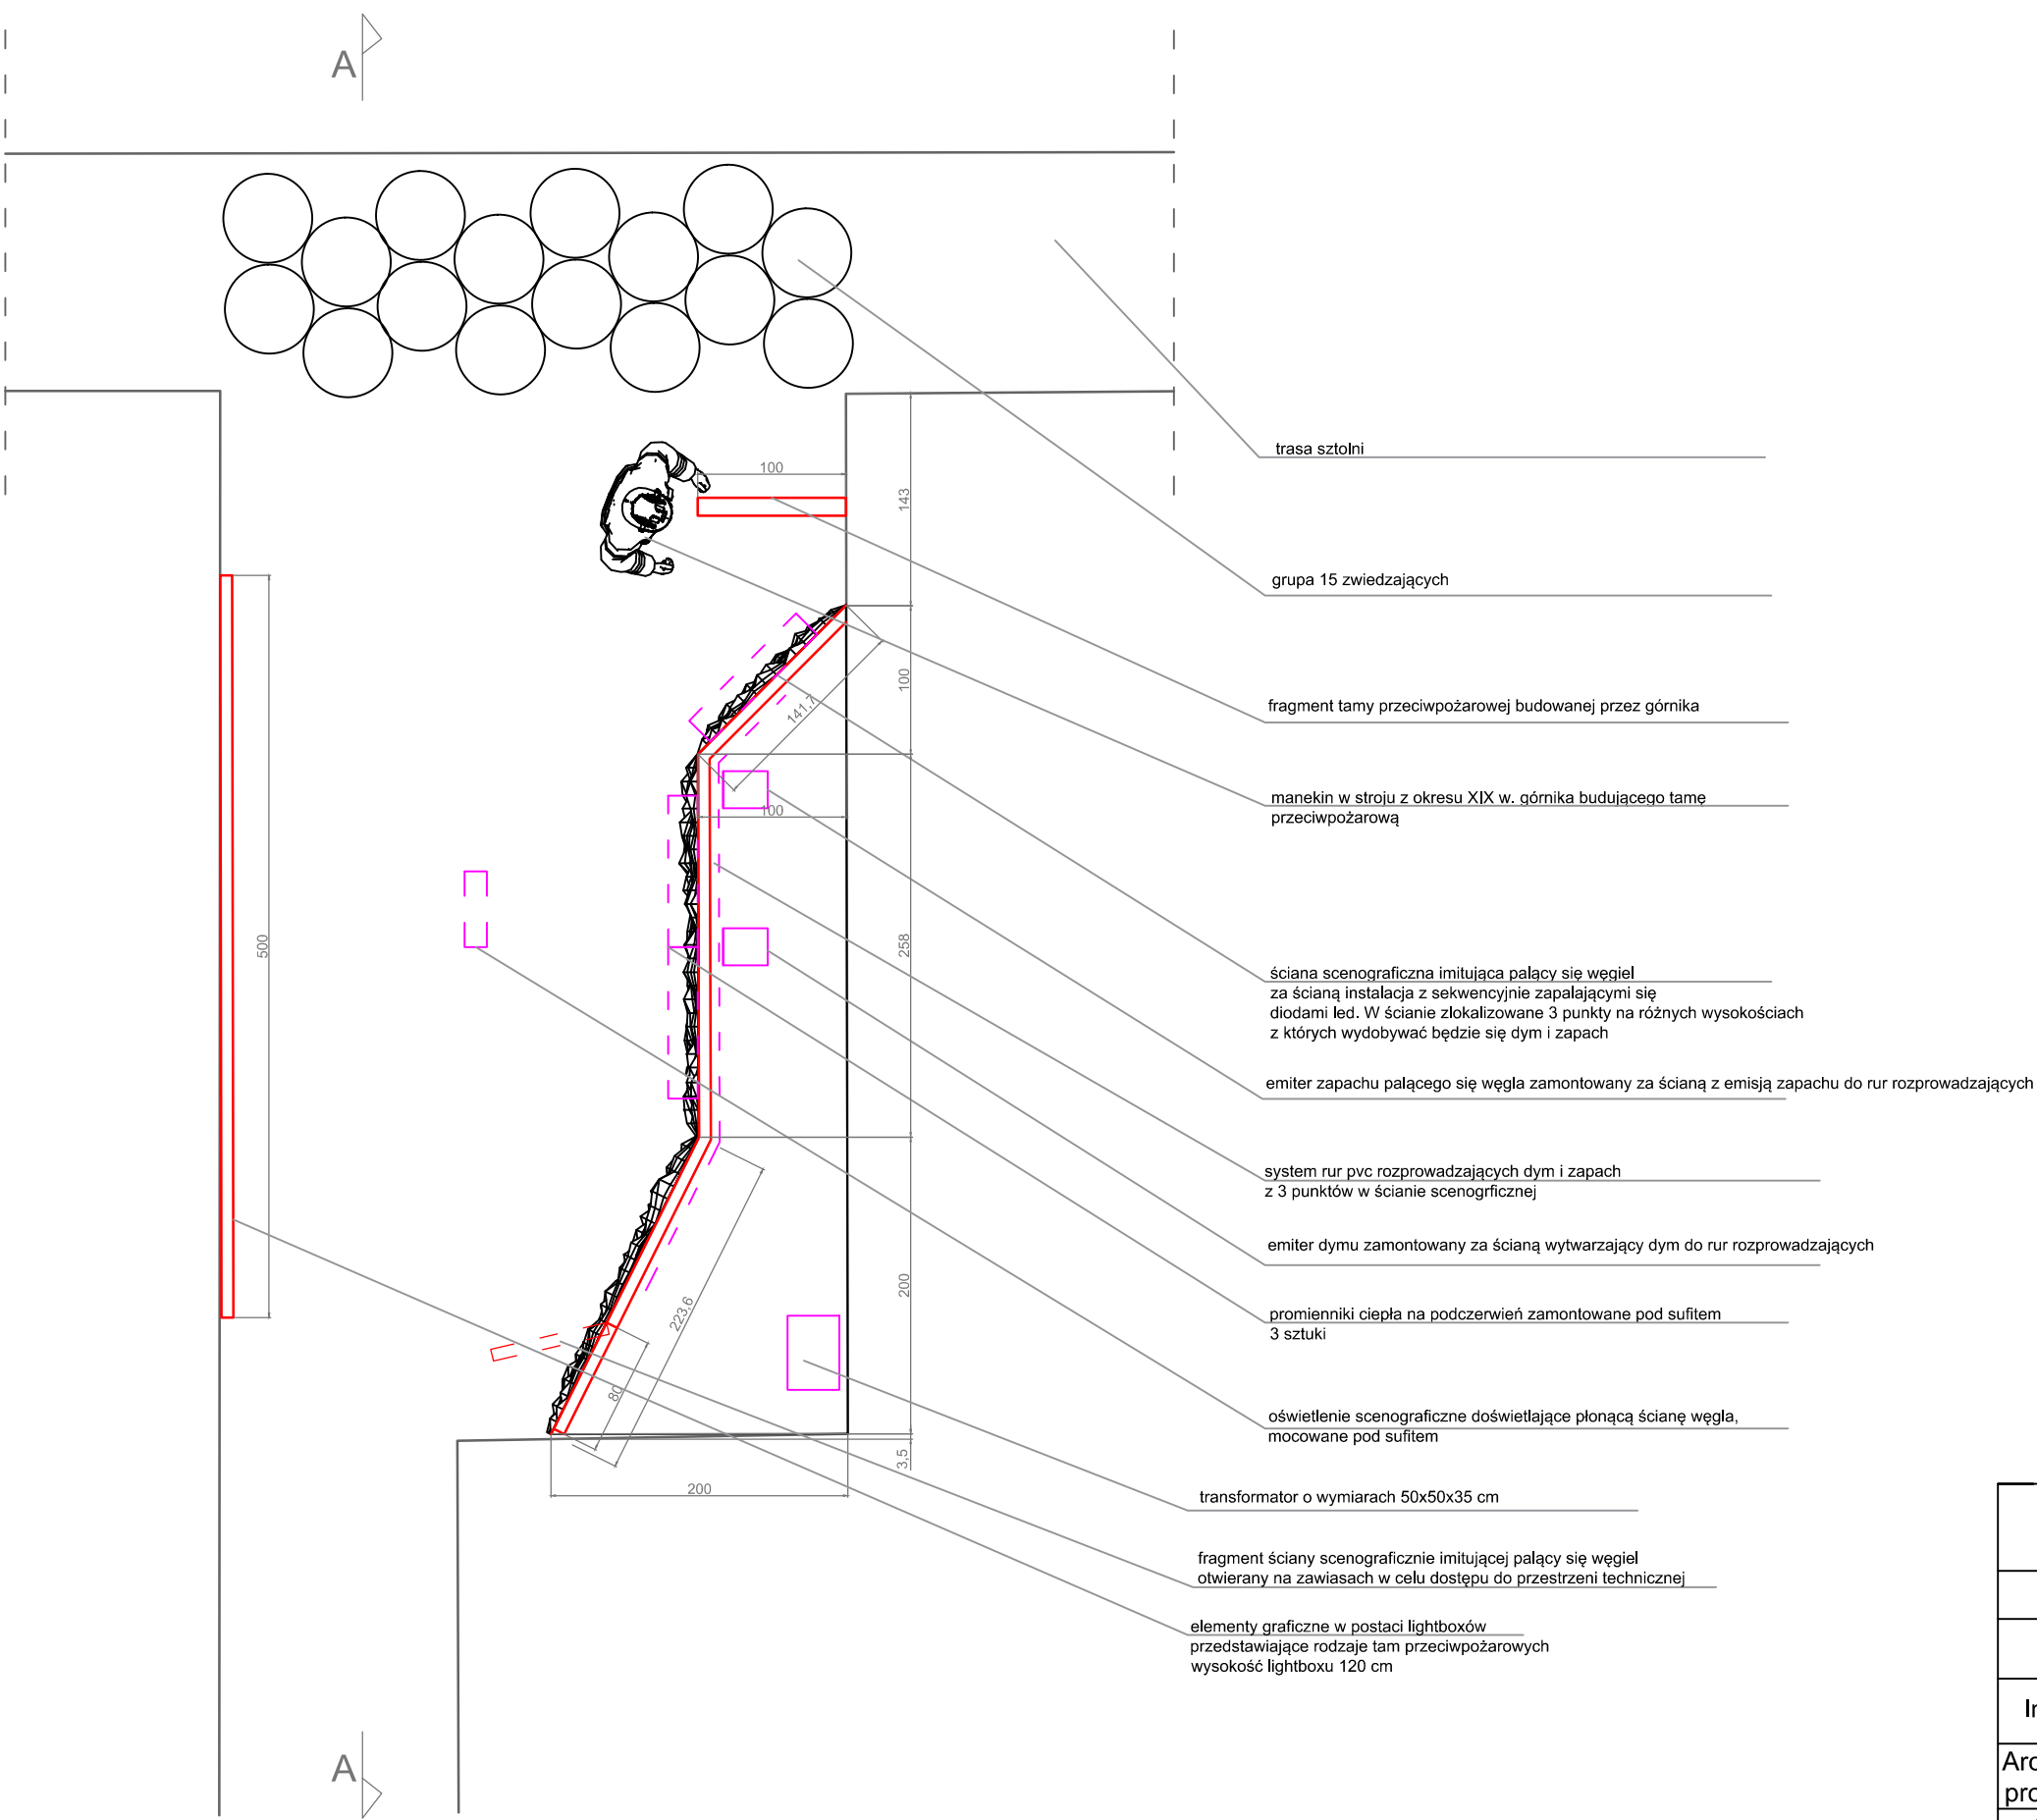 A
trasa sztolni
100
143
grupa 15 zwiedzających
100
141,7
fragment tamy przeciwpożarowej budowanej przez górnika
manekin w stroju z okresu XIX w. górnika budującego tamę
przeciwpożarową
100
500
258
ściana scenograficzna imitująca palący się węgiel
za ścianą instalacja z sekwencyjnie zapalającymi się
diodami led. W ścianie zlokalizowane 3 punkty na różnych wysokościach
z których wydobywać będzie się dym i zapach
emiter zapachu palącego się węgla zamontowany za ścianą z emisją zapachu do rur rozprowadzających
system rur pvc rozprowadzających dym i zapach
z 3 punktów w ścianie scenogrficznej
emiter dymu zamontowany za ścianą wytwarzający dym do rur rozprowadzających
200
223,6
promienniki ciepła na podczerwień zamontowane pod sufitem
3 sztuki
80
oświetlenie scenograficzne doświetlające płonącą ścianę węgla,
mocowane pod sufitem
3,5
200
transformator o wymiarach 50x50x35 cm
fragment ściany scenograficznie imitującej palący się węgiel
otwierany na zawiasach w celu dostępu do przestrzeni technicznej
elementy graficzne w postaci lightboxów
przedstawiające rodzaje tam przeciwpożarowych
wysokość lightboxu 120 cm
A